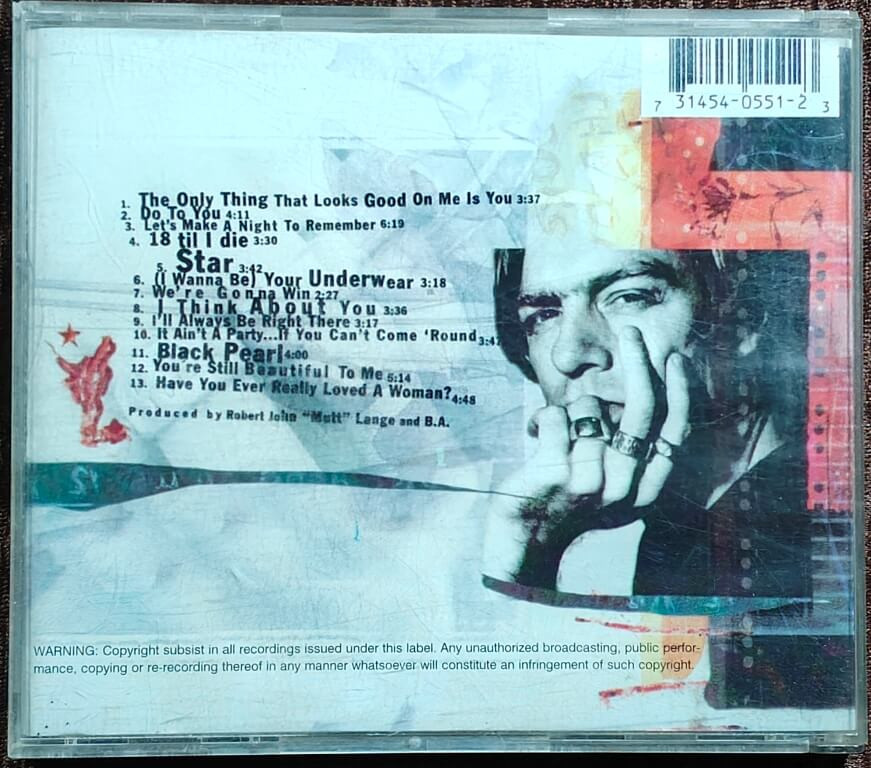 7 31454-0551-2 3
1. The Only Thing That Looks Good On Me Is You 3:37
2. Do To You 4:11
3. Let's Make A Night To Remember 6:19
4. 18 til I die 3:30
5. Star 3:42
6. (I Wanna Be) Your Underwear 3:18
7. We're Gonna Win 2:27
8. I Think About You 3:36
9. I'll Always Be Right There 3:17
10. It Ain't A Party...If You Can't Come 'Round 3:47
11. Black Pearl 4:00
12. You're Still Beautiful To Me 5:14
13. Have You Ever Really Loved A Woman? 4:48
Produced by Robert John "Mutt" Lange and B.A.
WARNING: Copyright subsist in all recordings issued under this label. Any unauthorized broadcasting, public perfor-
mance, copying or re-recording thereof in any manner whatsoever will constitute an infringement of such copyright.